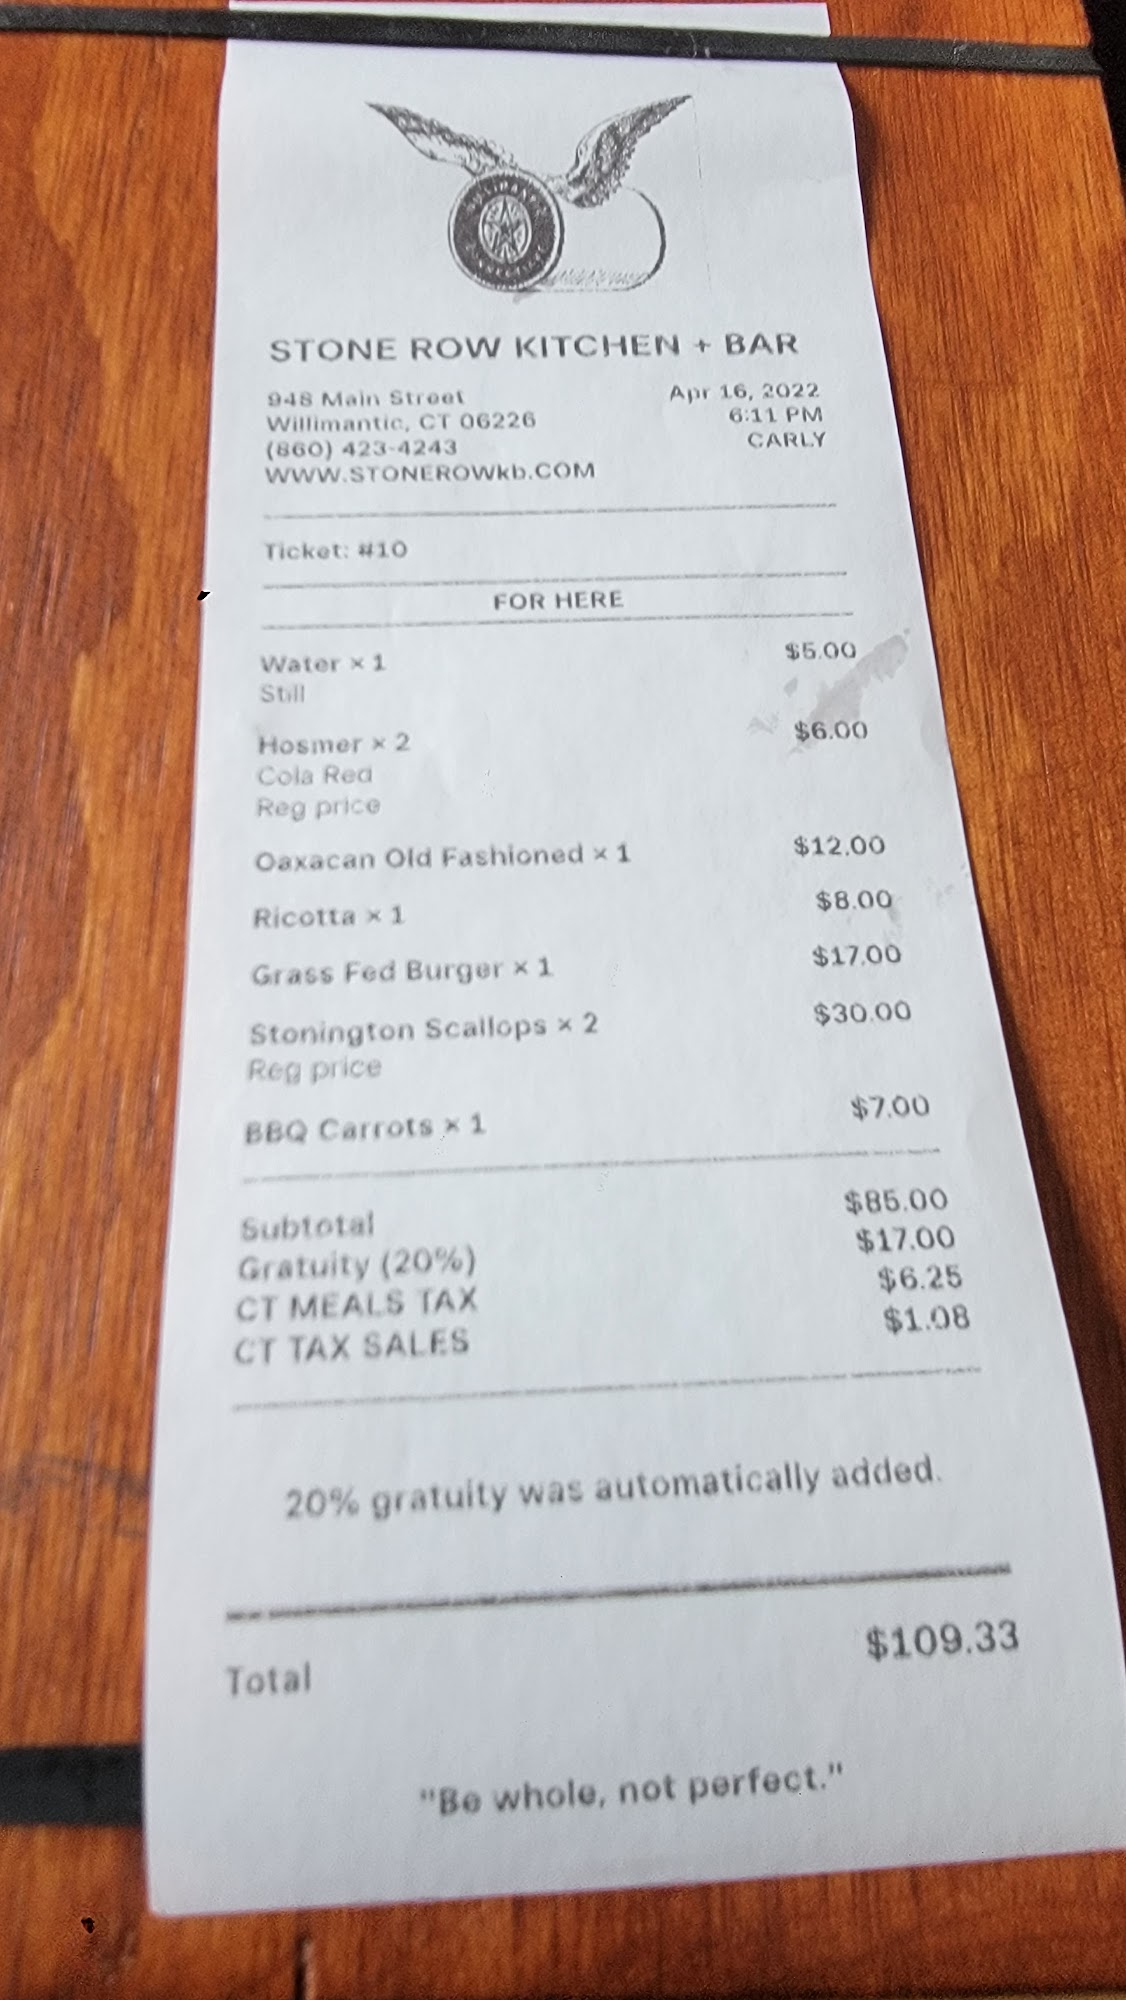 STONE ROW KITCHEN + BAR
948 Main Street
Willimantic, CT 06226
(860) 423-4243
WWW.STONEROWkb.COM
Apr 16, 2022
6:11 PM
CARLY
Ticket: #10
FOR HERE
Water × 1 $5.00
Still
Hosmer × 2 $6.00
Cola Red
Reg price
Oaxacan Old Fashioned × 1 $12.00
Ricotta × 1 $8.00
Grass Fed Burger × 1 $17.00
Stonington Scallops × 2 $30.00
Reg price
BBQ Carrots × 1 $7.00
Subtotal $85.00
Gratuity (20%) $17.00
CT MEALS TAX $6.25
CT TAX SALES $1.08
20% gratuity was automatically added.
Total $109.33
"Be whole, not perfect."